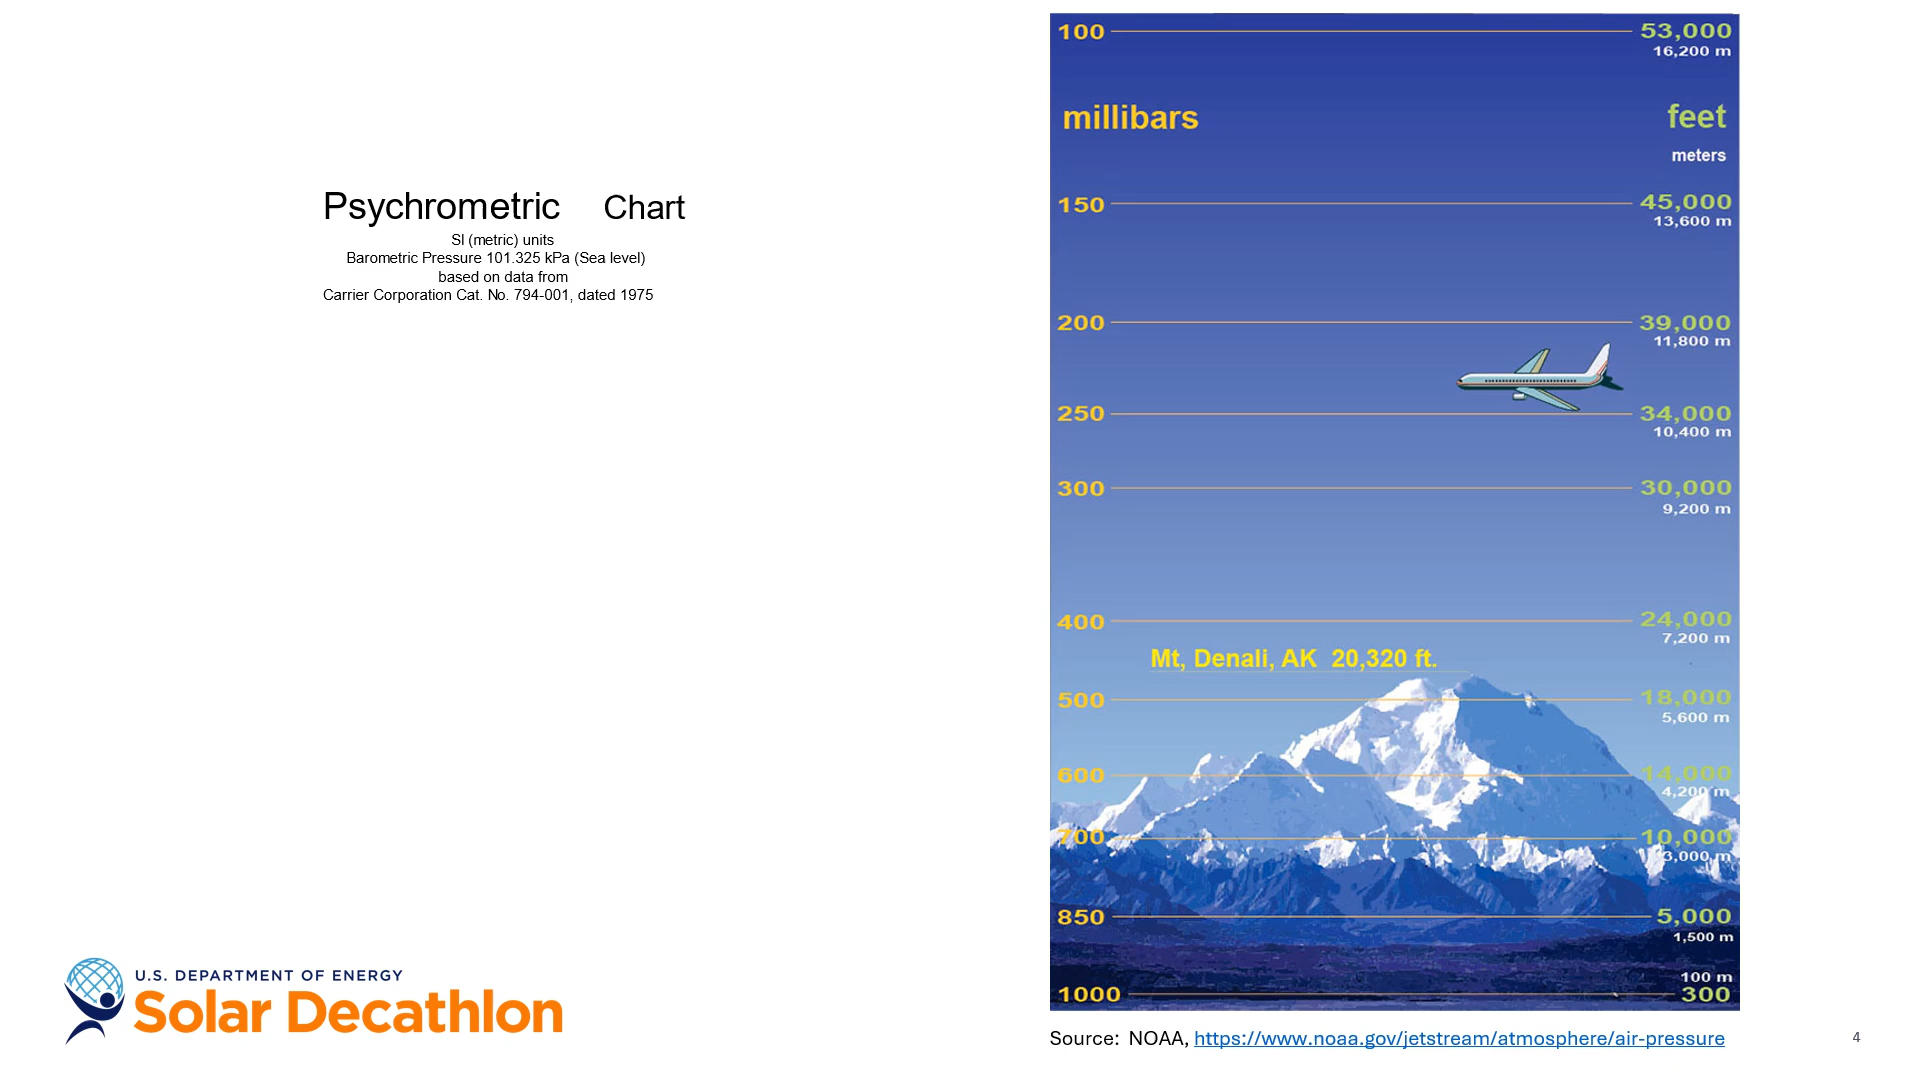 Psychrometric Chart
SI (metric) units
Barometric Pressure 101.325 kPa (Sea level)
based on data from
Carrier Corporation Cat. No. 794-001, dated 1975
100 53,000
16,200 m
millibars feet
meters
150 45,000
13,600 m
200 39,000
11,800 m
250 34,000
10,400 m
300 30,000
9,200 m
400 24,000
7,200 m
Mt, Denali, AK 20,320 ft.
500 18,000
5,600 m
600 14,000
4,200 m
700 10,000
3,000 m
850 5,000
1,500 m
100 m
1000 300
U.S. DEPARTMENT OF ENERGY
Solar Decathlon
Source: NOAA, https://www.noaa.gov/jetstream/atmosphere/air-pressure
4